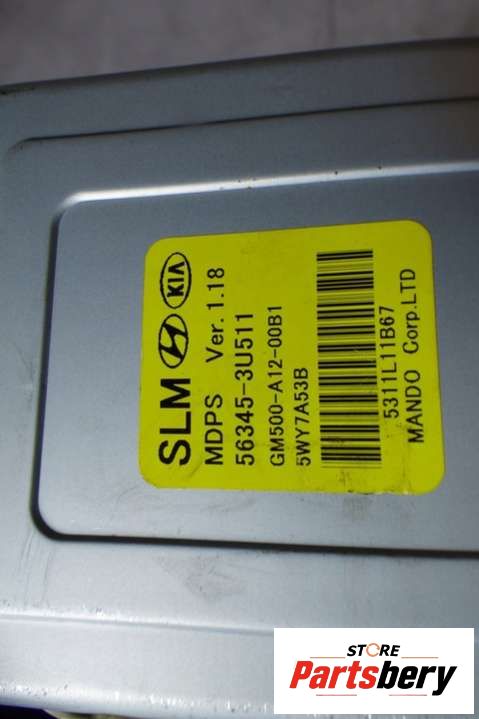 SLM KIA
MDPS Ver.1.18
56345-3U511
GM500-A12-00B1
5WY7A53B
5311L11B67
MANDO Corp.LTD
STORE
Partsbery